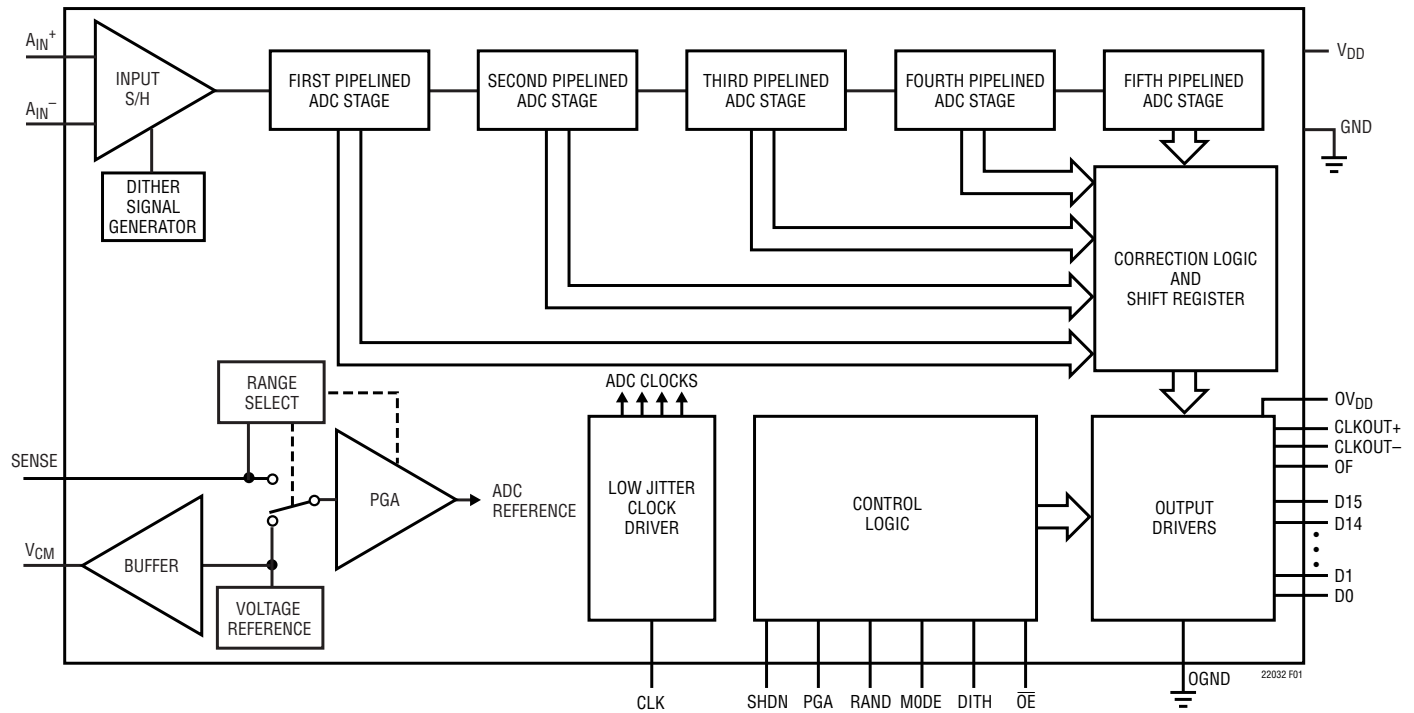 AIN+
AIN–
INPUT
S/H
DITHER
SIGNAL
GENERATOR
FIRST PIPELINED
ADC STAGE
SECOND PIPELINED
ADC STAGE
THIRD PIPELINED
ADC STAGE
FOURTH PIPELINED
ADC STAGE
FIFTH PIPELINED
ADC STAGE
VDD
GND
CORRECTION LOGIC
AND
SHIFT REGISTER
RANGE
SELECT
SENSE
VCM
BUFFER
VOLTAGE
REFERENCE
PGA
ADC
REFERENCE
ADC CLOCKS
LOW JITTER
CLOCK
DRIVER
CONTROL
LOGIC
OUTPUT
DRIVERS
OVDD
CLKOUT+
CLKOUT–
OF
D15
D14
D1
D0
OGND
22032 F01
CLK
SHDN
PGA
RAND
MODE
DITH
O̅E̅